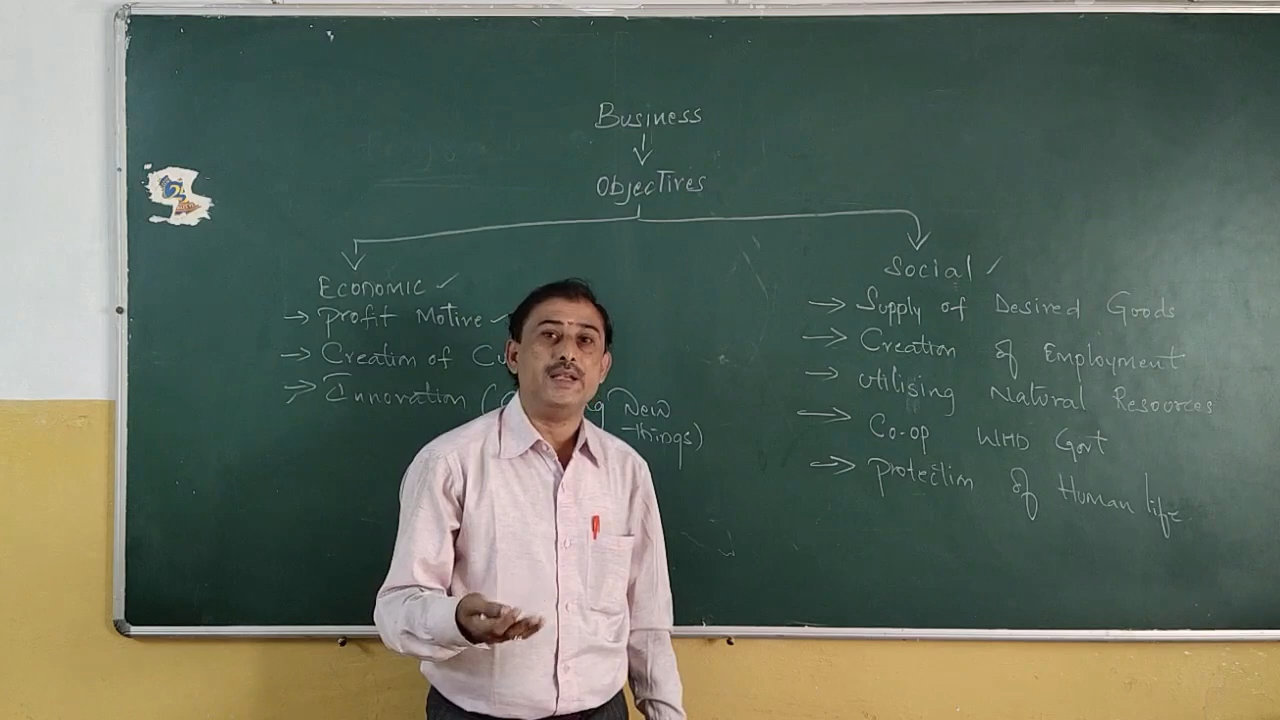 Business
Objectives
Economic
Profit Motive
Creation of
Innovation ( New
things)
Social
Supply of Desired Goods
Creation of Employment
Utilising Natural Resources
Co-op Govt
Protection of Human life